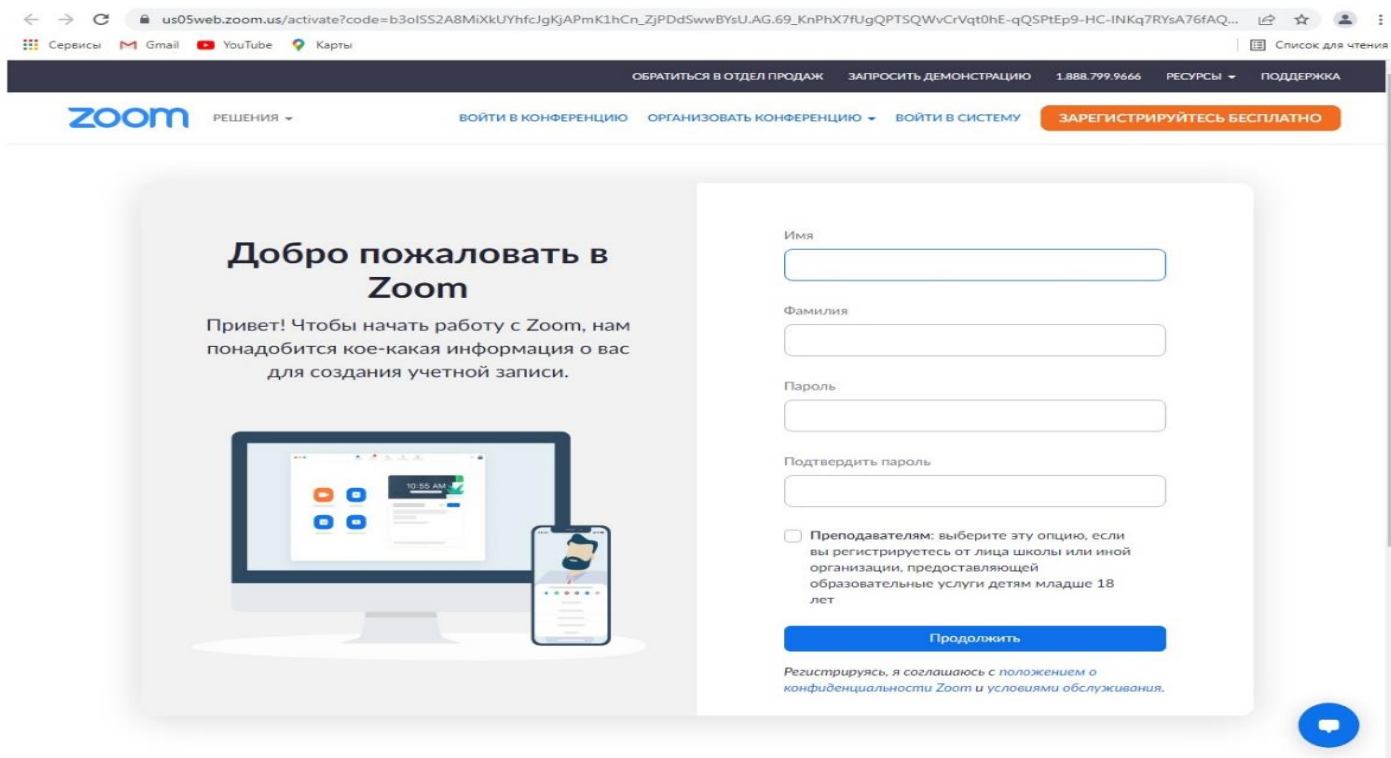 us05web.zoom.us/activate?code=b3oISS2A8MiXkUYhfcJgKjAPmK1hCn_ZjPDdSwwBYsU.AG.69_KnPhX7fUgQPTSQWvCrVqt0hE-qQSPtEp9-HC-INKq7RYsA76fAQ...
Сервисы Gmail YouTube Карты Список для чтения
ОБРАТИТЬСЯ В ОТДЕЛ ПРОДАЖ ЗАПРОСИТЬ ДЕМОНСТРАЦИЮ 1.888.799.9666 РЕСУРСЫ ПОДДЕРЖКА
zoom РЕШЕНИЯ ВОЙТИ В КОНФЕРЕНЦИЮ ОРГАНИЗОВАТЬ КОНФЕРЕНЦИЮ ВОЙТИ В СИСТЕМУ ЗАРЕГИСТРИРУЙТЕСЬ БЕСПЛАТНО
Добро пожаловать в
Zoom
Привет! Чтобы начать работу с Zoom, нам
понадобится кое-какая информация о вас
для создания учетной записи.
10:55 AM
Имя
Фамилия
Пароль
Подтвердить пароль
Преподавателям: выберите эту опцию, если
вы регистрируетесь от лица школы или иной
организации, предоставляющей
образовательные услуги детям младше 18
лет
Продолжить
Регистрируясь, я соглашаюсь с положением о
конфиденциальности Zoom и условиями обслуживания.